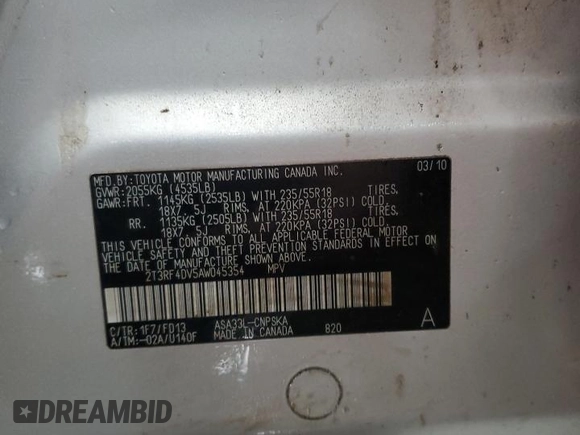 MFD.BY:TOYOTA MOTOR MANUFACTURING CANADA INC. 03/10
GVWR:2055KG (4535LB)
GAWR:FRT. 1145KG (2535LB) WITH 235/55R18 TIRES.
18X7.5J RIMS, AT 220KPA (32PSI) COLD.
RR. 1135KG (2505LB) WITH 235/55R18 TIRES.
18X7.5J RIMS, AT 220KPA (32PSI) COLD.
THIS VEHICLE CONFORMS TO ALL APPLICABLE FEDERAL MOTOR
VEHICLE SAFETY AND THEFT PREVENTION STANDARDS IN EFFECT ON
THE DATE OF MANUFACTURE SHOWN ABOVE.
2T3RF4DV5AW045354 MPV
C/TR:1F7/FD13 ASA33L-CNPSKA
A/TM:-02A/U140F MADE IN CANADA 820 A
DREAMBID